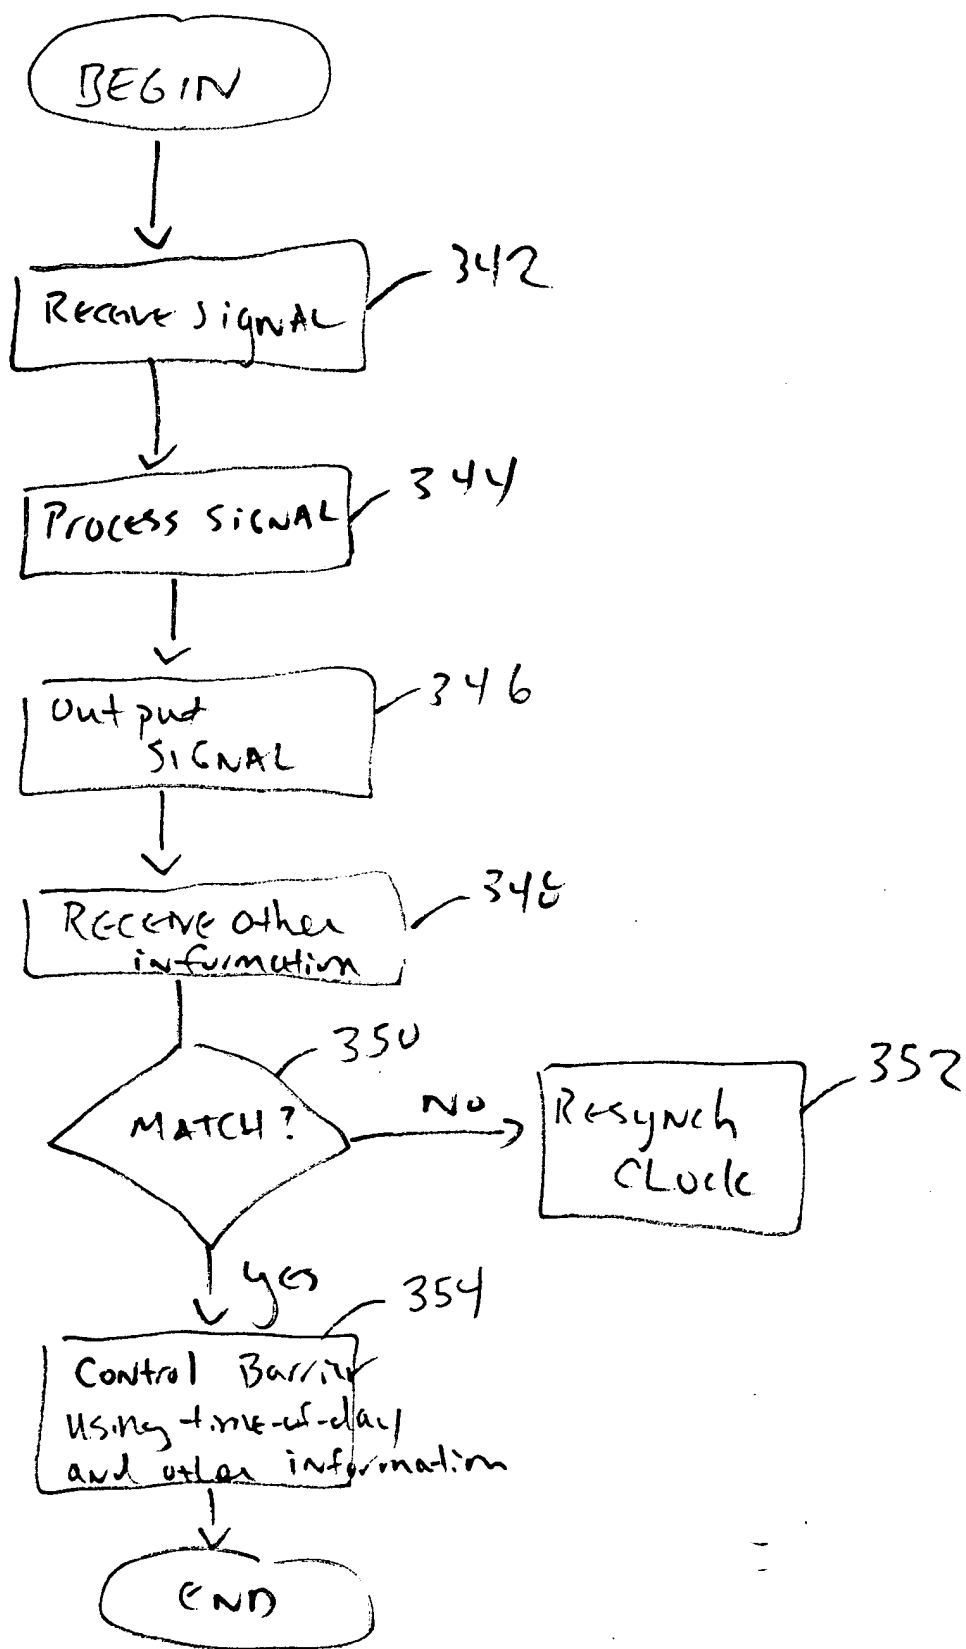 BEGIN
342
RECEIVE SigNAL
344
PROCESS SiGNAL
346
Output
SIGNAL
348
RECEIVE Other
information
350
MATCH?
NO
352
Resynch
CLock
yes
354
Control Barrier
using time-of-day
and other information
END